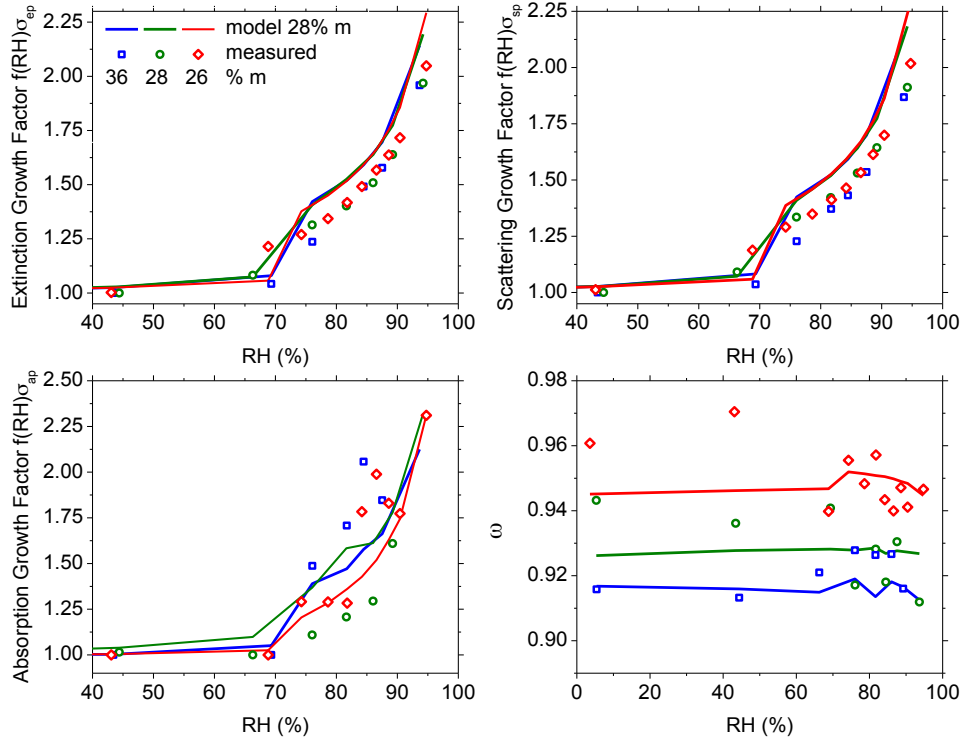 Extinction Growth Factor f(RH)σep
2.25
2.00
1.75
1.50
1.25
1.00
model 28% m
measured
36 28 26 % m
40 50 60 70 80 90 100
RH (%)
Scattering Growth Factor f(RH)σsp
2.25
2.00
1.75
1.50
1.25
1.00
40 50 60 70 80 90 100
RH (%)
Absorption Growth Factor f(RH)σap
2.50
2.25
2.00
1.75
1.50
1.25
1.00
40 50 60 70 80 90 100
RH (%)
ω
0.98
0.96
0.94
0.92
0.90
0 20 40 60 80 100
RH (%)